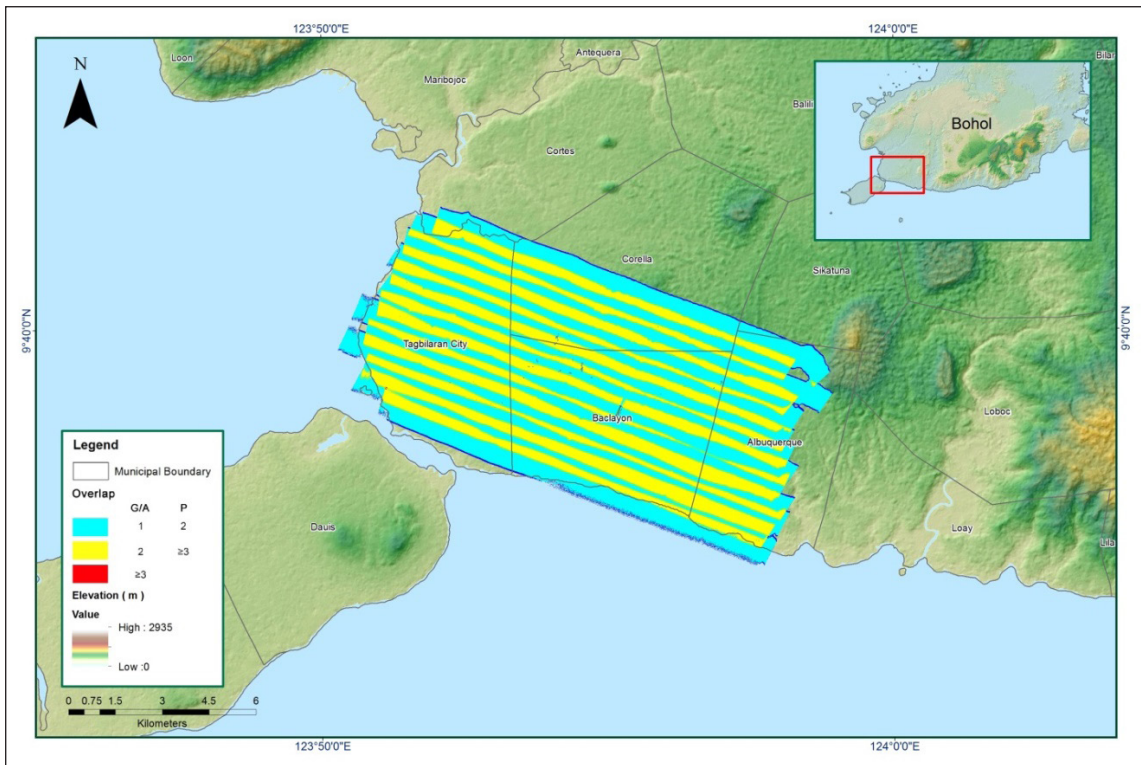 123°50'0"E
124°0'0"E
N
Loon
Antequera
Bilar
Maribojoc
Balili
Bohol
Cortes
Corella
Sikatuna
9°40'0"N
9°40'0"N
Tagbilaran City
Baclayon
Loboc
Albuquerque
Legend
Municipal Boundary
Overlap
G/A P
1 2
2 ≥3
≥3
Elevation ( m )
Value
High : 2935
Low :0
Dauis
Loay
Lila
0 0.75 1.5 3 4.5 6
Kilometers
123°50'0"E
124°0'0"E